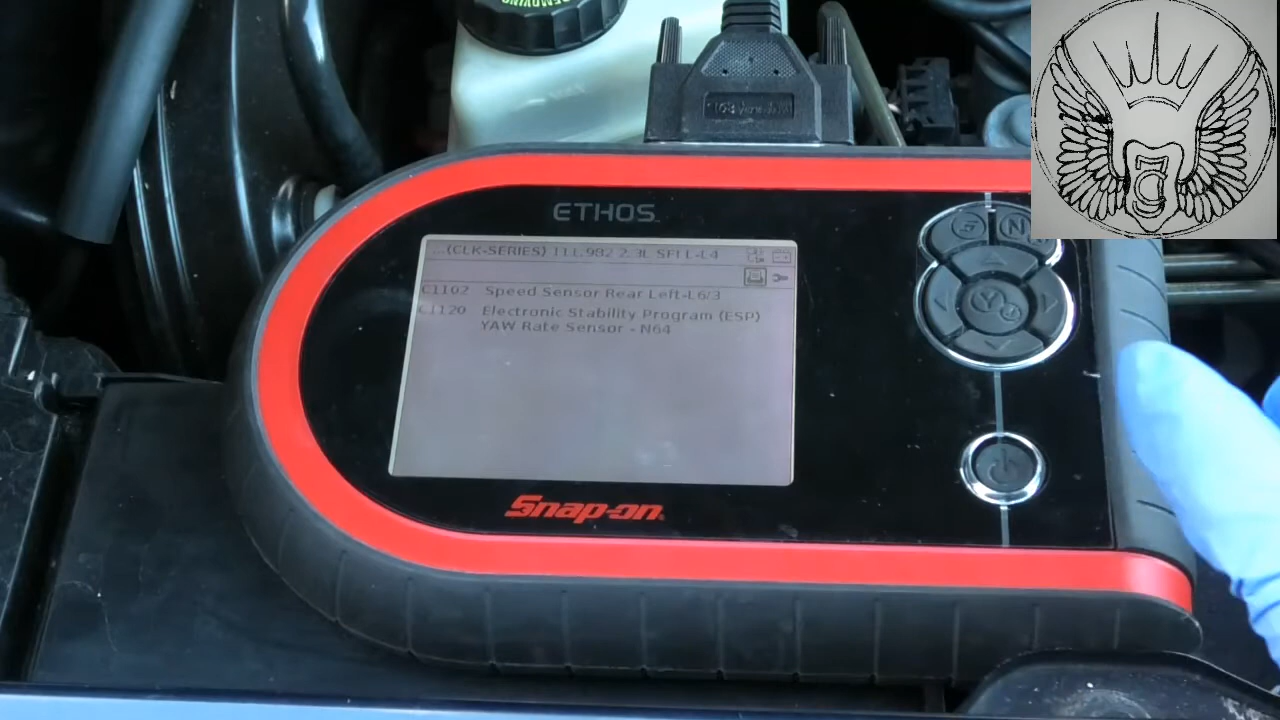 REMOVING
ETHOS
...(CLK-SERIES) 111.982 2.3L SFI L-L4
C1102 Speed Sensor Rear Left-L6/3
C1120 Electronic Stability Program (ESP)
YAW Rate Sensor - N64
N
Y
Snap-on